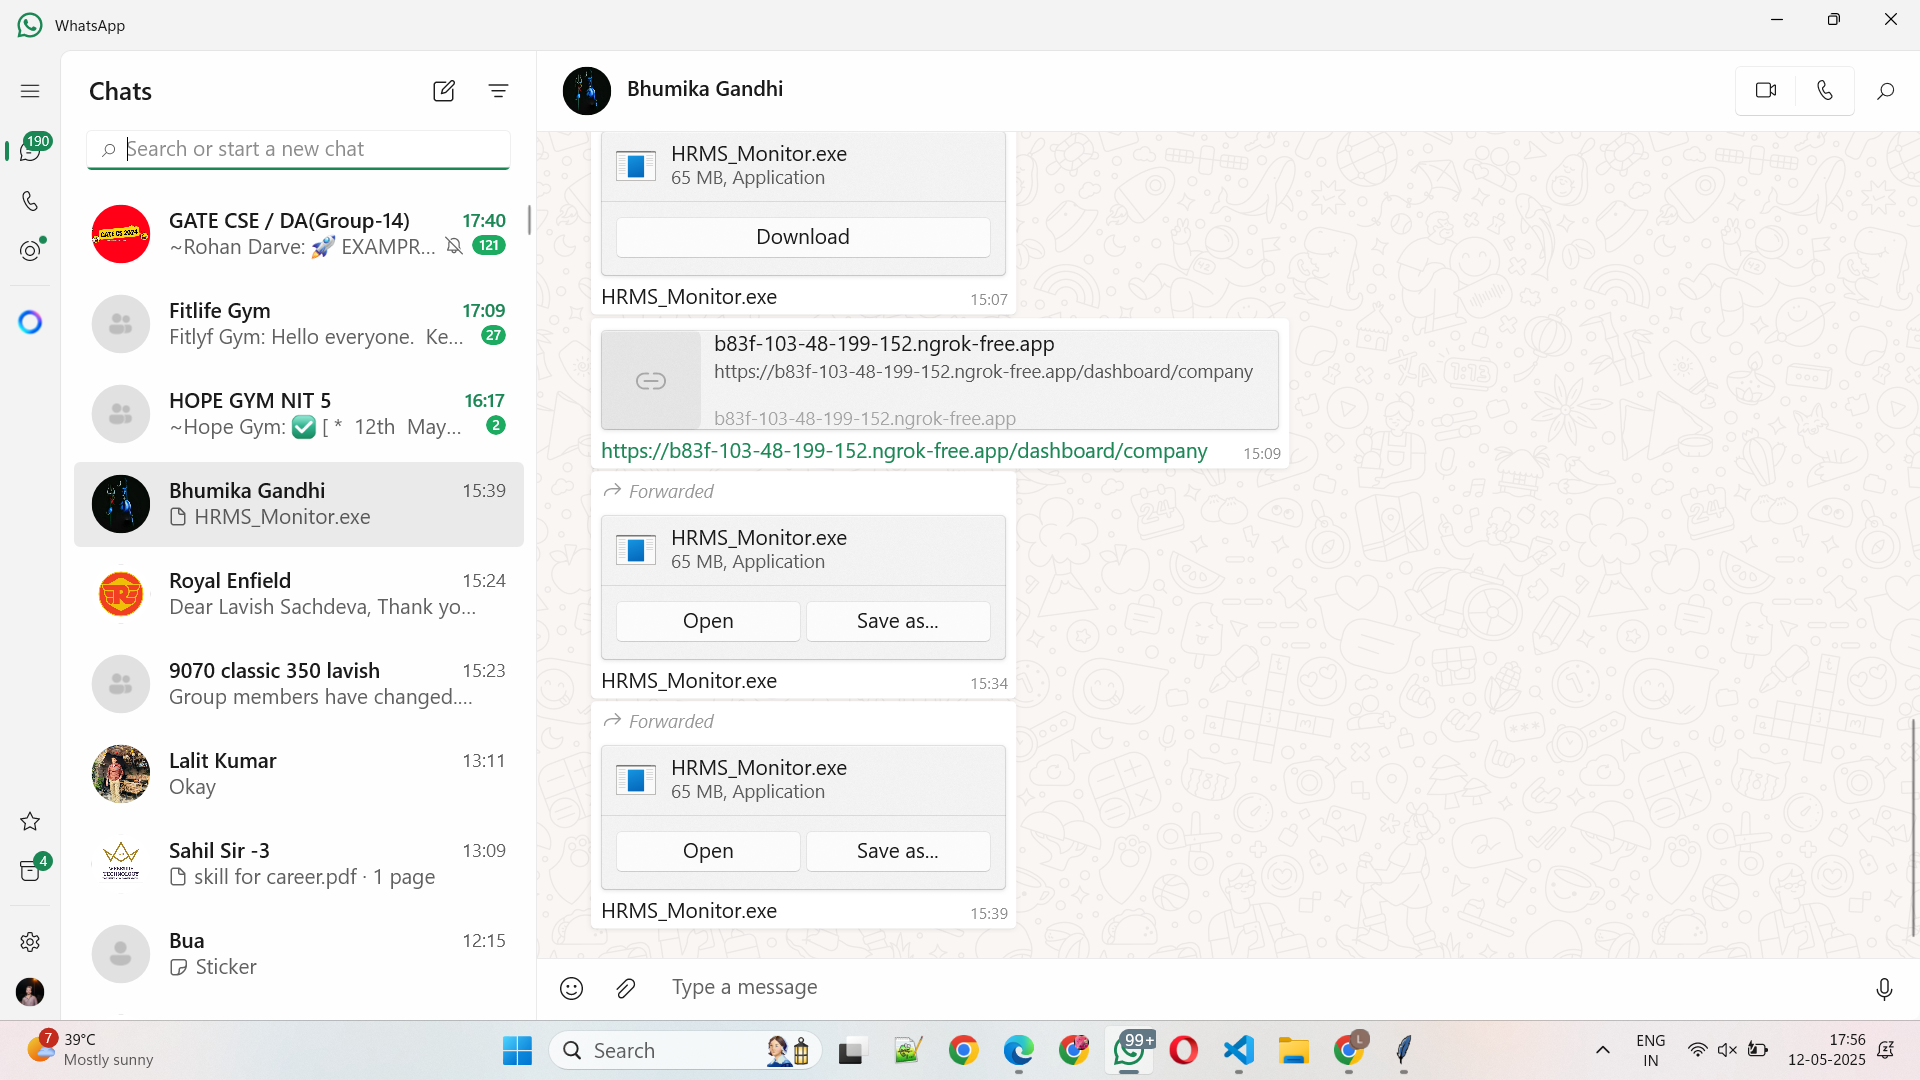 WhatsApp
Chats
190
Search or start a new chat
GATE CSE / DA(Group-14) 17:40
~Rohan Darve: 🚀 EXAMPR... 121
Fitlife Gym 17:09
Fitlyf Gym: Hello everyone. Ke... 27
HOPE GYM NIT 5 16:17
~Hope Gym: ✅ [ * 12th May... 2
Bhumika Gandhi 15:39
HRMS_Monitor.exe
Royal Enfield 15:24
Dear Lavish Sachdeva, Thank yo...
9070 classic 350 lavish 15:23
Group members have changed....
Lalit Kumar 13:11
Okay
Sahil Sir -3 13:09
skill for career.pdf · 1 page
4
Bua 12:15
Sticker
Bhumika Gandhi
HRMS_Monitor.exe
65 MB, Application
Download
HRMS_Monitor.exe 15:07
b83f-103-48-199-152.ngrok-free.app
https://b83f-103-48-199-152.ngrok-free.app/dashboard/company
b83f-103-48-199-152.ngrok-free.app
https://b83f-103-48-199-152.ngrok-free.app/dashboard/company 15:09
Forwarded
HRMS_Monitor.exe
65 MB, Application
Open Save as...
HRMS_Monitor.exe 15:34
Forwarded
HRMS_Monitor.exe
65 MB, Application
Open Save as...
HRMS_Monitor.exe 15:39
Type a message
7 39°C
Mostly sunny
Search
99+
L
ENG
IN
17:56
12-05-2025